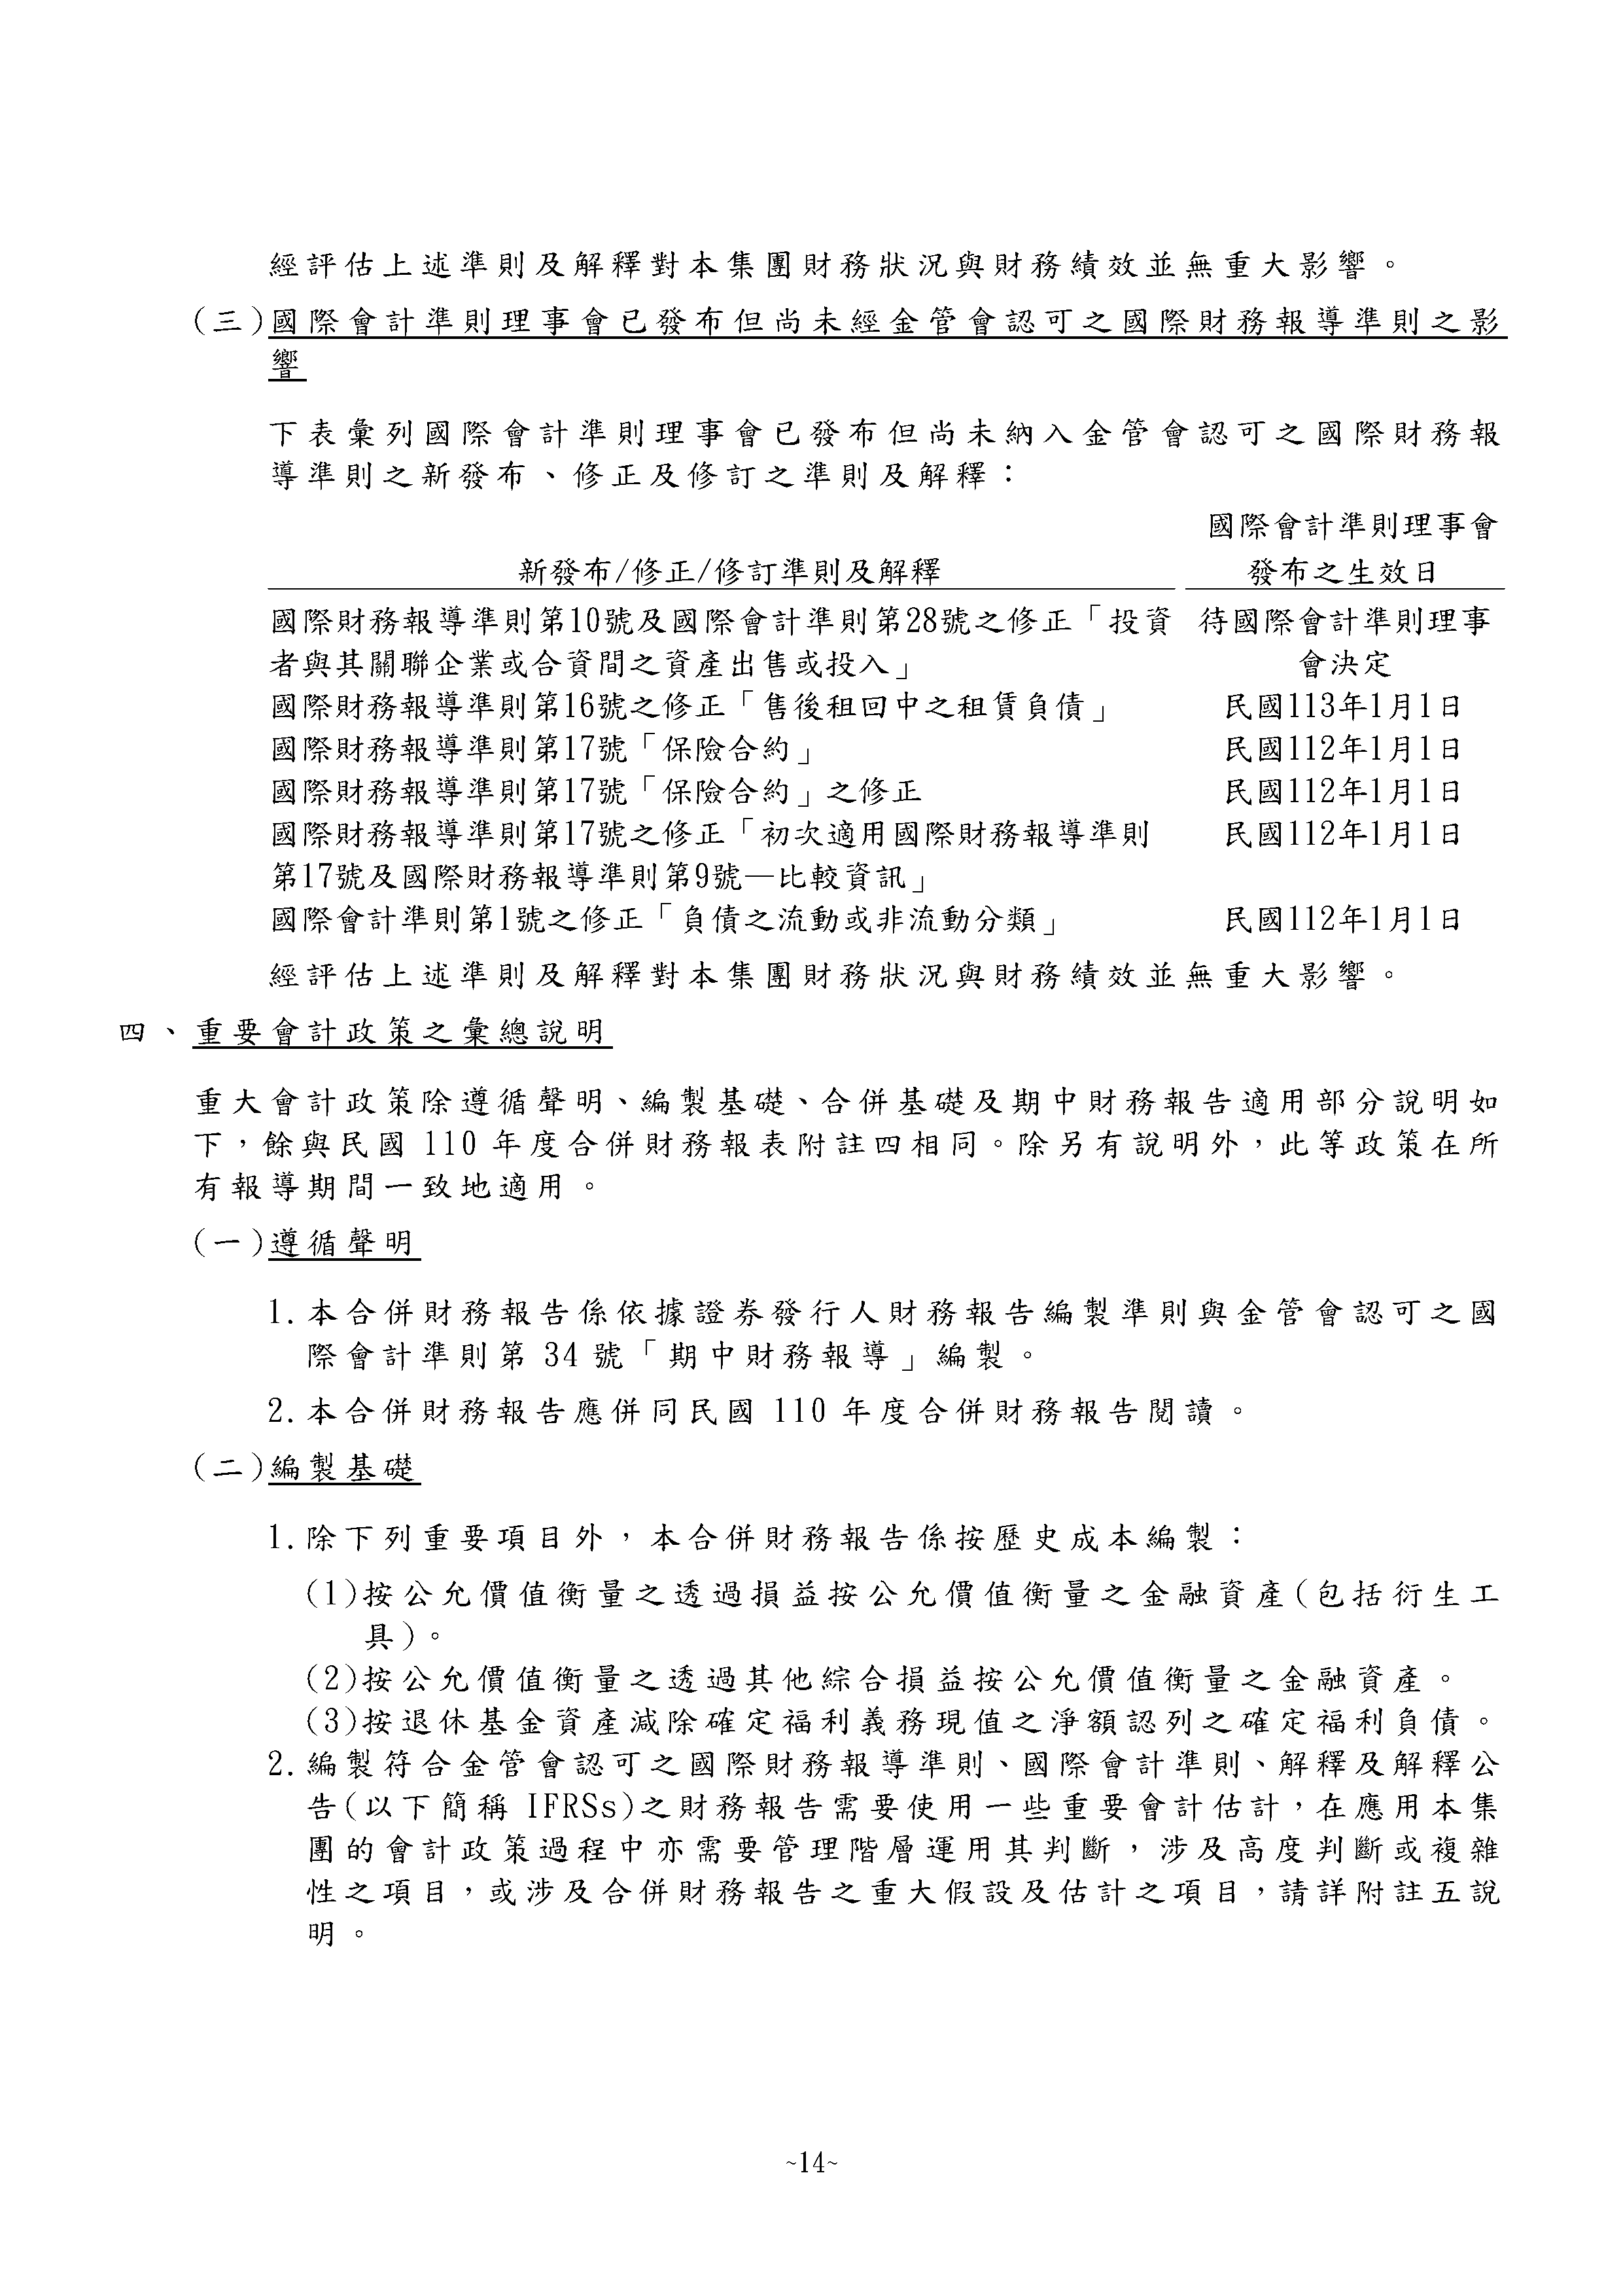 經評估上述準則及解釋對本集團財務狀況與財務績效並無重大影響。
(三)國際會計準則理事會已發布但尚未經金管會認可之國際財務報導準則之影
響
下表彙列國際會計準則理事會已發布但尚未納入金管會認可之國際財務報
導準則之新發布、修正及修訂之準則及解釋：
國際會計準則理事會
新發布/修正/修訂準則及解釋 發布之生效日
國際財務報導準則第10號及國際會計準則第28號之修正「投資 待國際會計準則理事
者與其關聯企業或合資間之資產出售或投入」 會決定
國際財務報導準則第16號之修正「售後租回中之租賃負債」 民國113年1月1日
國際財務報導準則第17號「保險合約」 民國112年1月1日
國際財務報導準則第17號「保險合約」之修正 民國112年1月1日
國際財務報導準則第17號之修正「初次適用國際財務報導準則 民國112年1月1日
第17號及國際財務報導準則第9號—比較資訊」
國際會計準則第1號之修正「負債之流動或非流動分類」 民國112年1月1日
經評估上述準則及解釋對本集團財務狀況與財務績效並無重大影響。
四、重要會計政策之彙總說明
重大會計政策除遵循聲明、編製基礎、合併基礎及期中財務報告適用部分說明如
下，餘與民國 110 年度合併財務報表附註四相同。除另有說明外，此等政策在所
有報導期間一致地適用。
(一)遵循聲明
1.本合併財務報告係依據證券發行人財務報告編製準則與金管會認可之國
際會計準則第 34 號「期中財務報導」編製。
2.本合併財務報告應併同民國 110 年度合併財務報告閱讀。
(二)編製基礎
1.除下列重要項目外，本合併財務報告係按歷史成本編製：
(1)按公允價值衡量之透過損益按公允價值衡量之金融資產(包括衍生工
具)。
(2)按公允價值衡量之透過其他綜合損益按公允價值衡量之金融資產。
(3)按退休基金資產減除確定福利義務現值之淨額認列之確定福利負債。
2.編製符合金管會認可之國際財務報導準則、國際會計準則、解釋及解釋公
告(以下簡稱 IFRSs)之財務報告需要使用一些重要會計估計，在應用本集
團的會計政策過程中亦需要管理階層運用其判斷，涉及高度判斷或複雜
性之項目，或涉及合併財務報告之重大假設及估計之項目，請詳附註五說
明。
~14~